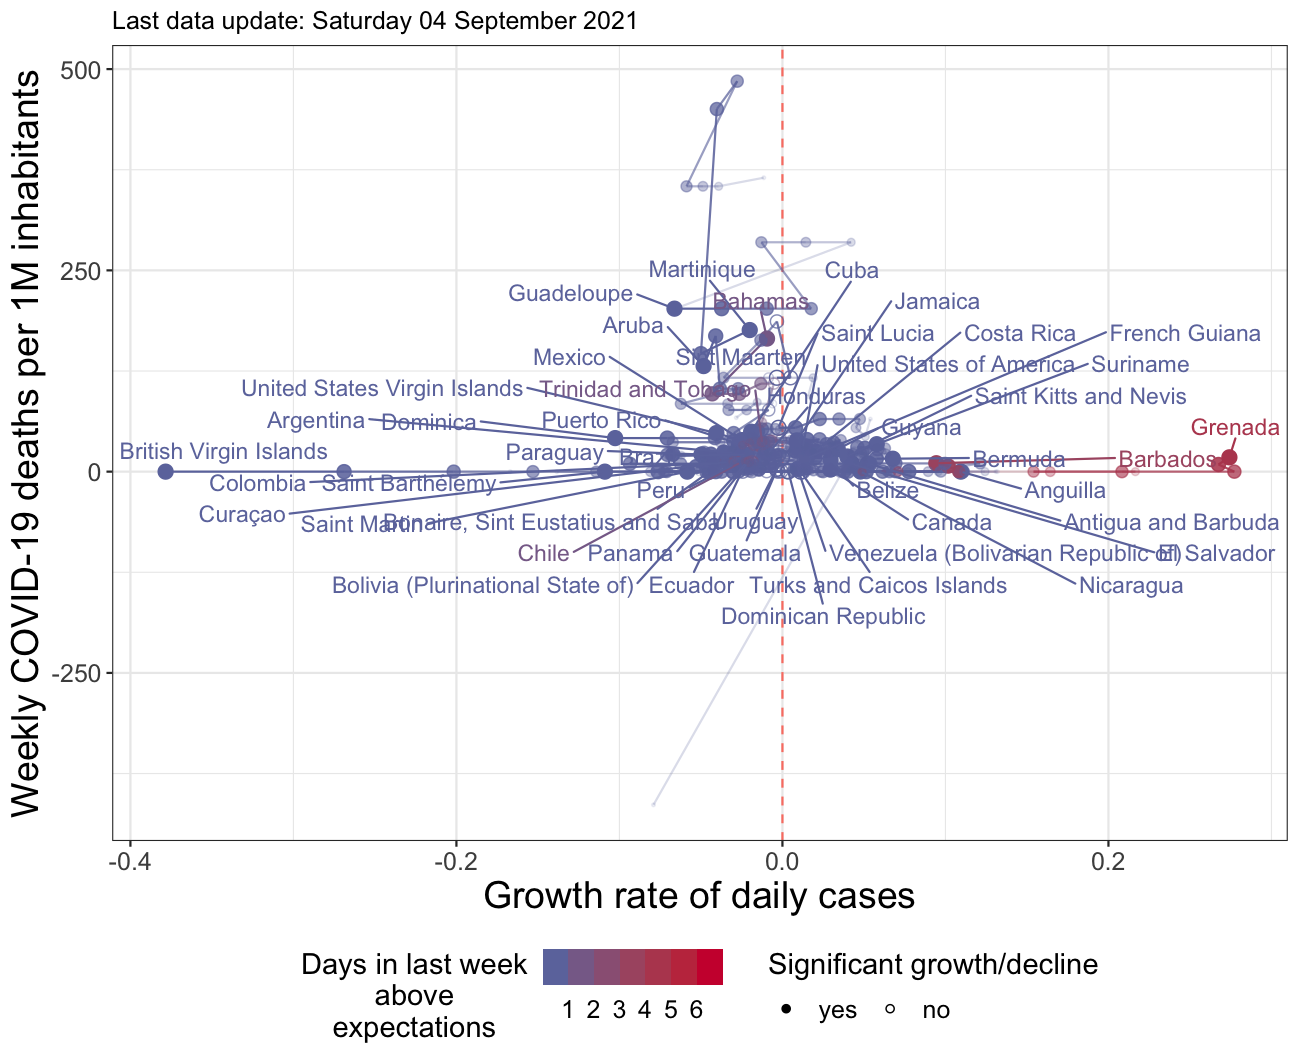 Last data update: Saturday 04 September 2021
Weekly COVID-19 deaths per 1M inhabitants
500
250
0
-250
Martinique
Cuba
Guadeloupe
Bahamas
Jamaica
Aruba
Saint Lucia
Costa Rica
French Guiana
Mexico
Sint Maarten
United States of America
Suriname
United States Virgin Islands
Trinidad and Tobago
Honduras
Saint Kitts and Nevis
Argentina
Dominica
Puerto Rico
Guyana
Grenada
British Virgin Islands
Paraguay
Bermuda
Barbados
Colombia
Saint Barthelemy
Peru
Belize
Anguilla
Curaçao
Saint Martin
Bonaire, Sint Eustatius and Saba
Uruguay
Canada
Antigua and Barbuda
Chile
Panama
Guatemala
Venezuela (Bolivarian Republic of)
El Salvador
Bolivia (Plurinational State of)
Ecuador
Turks and Caicos Islands
Nicaragua
Dominican Republic
-0.4
-0.2
0.0
0.2
Growth rate of daily cases
Days in last week
above
expectations
1 2 3 4 5 6
Significant growth/decline
yes
no